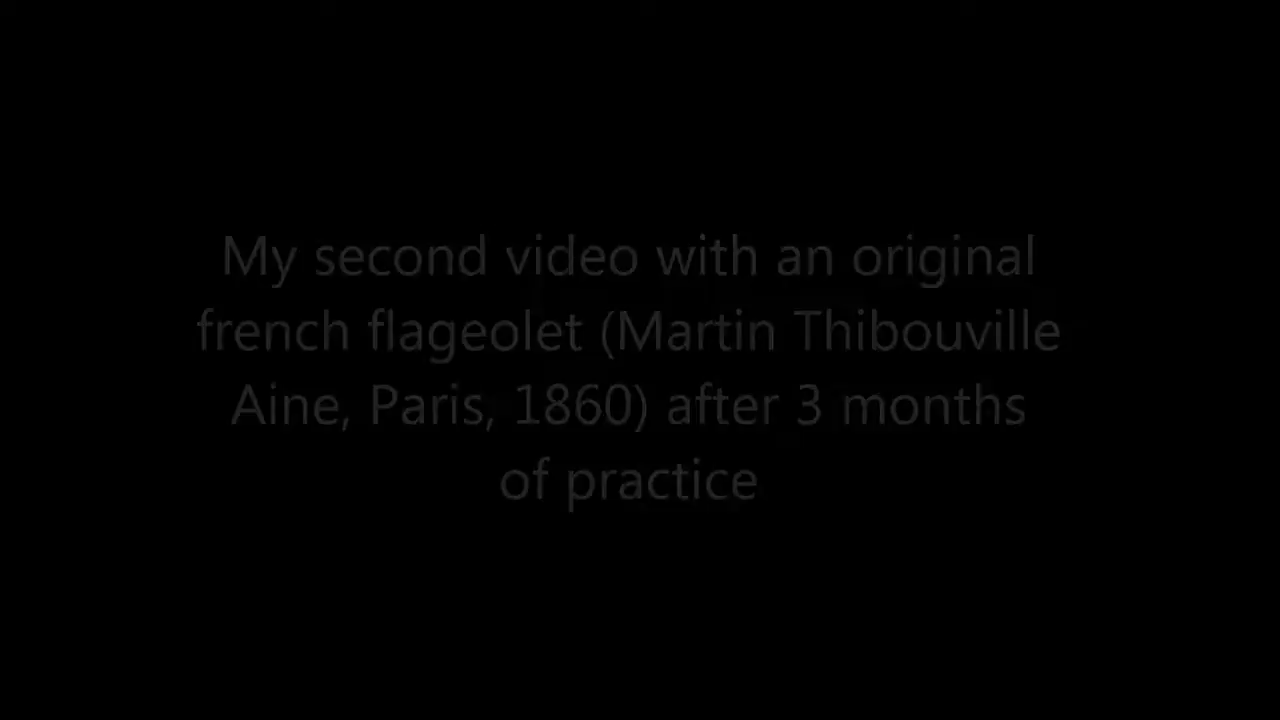 My second video with an original
french flageolet (Martin Thibouville
Aine, Paris, 1860) after 3 months
of practice